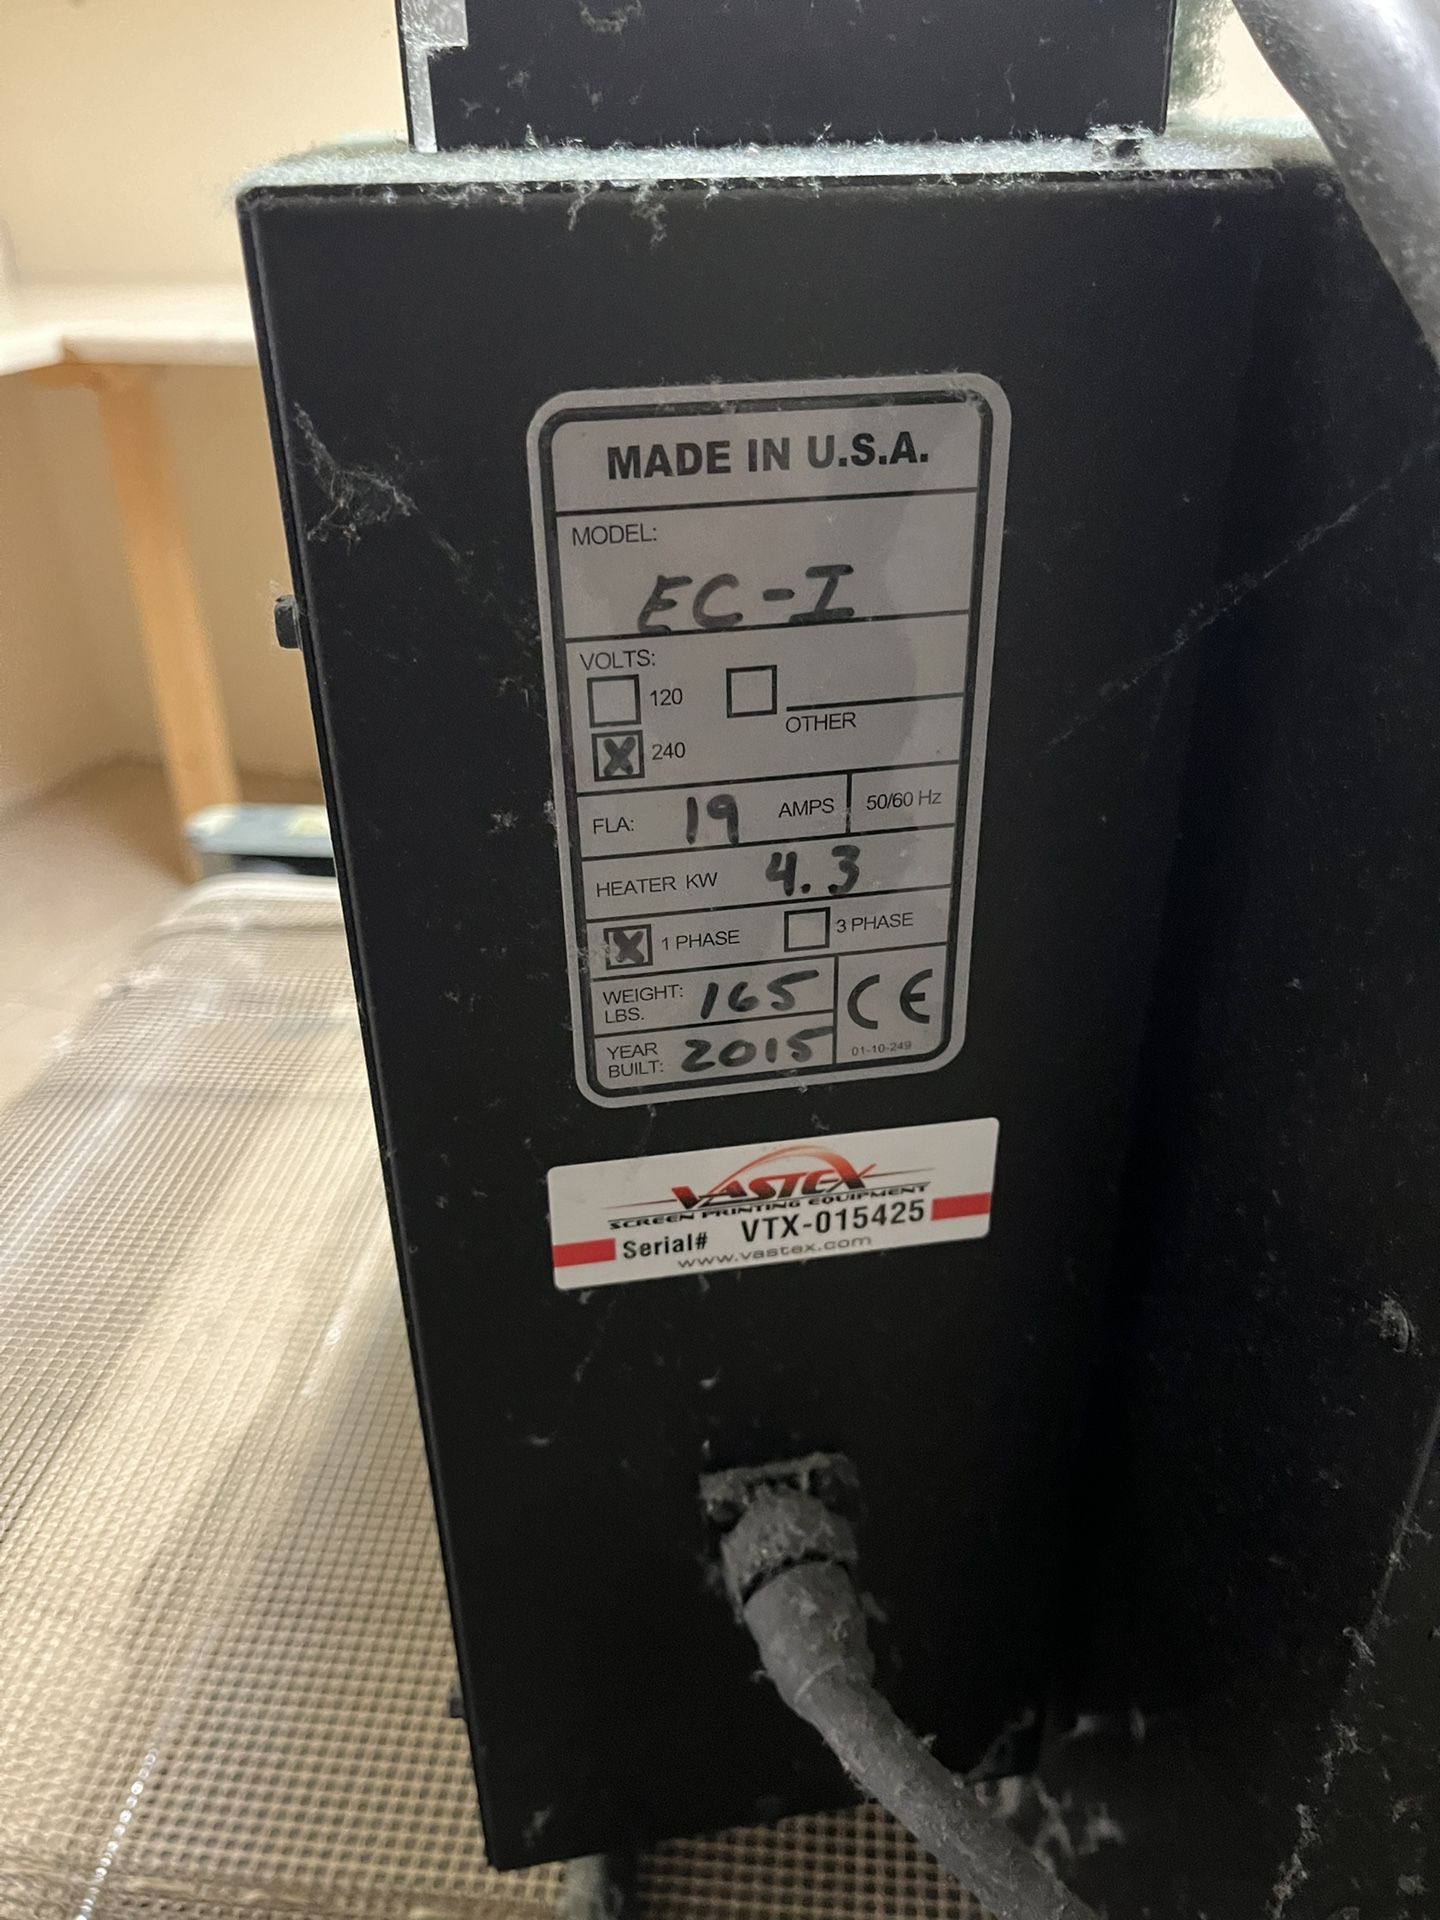 MADE IN U.S.A.
MODEL:
EC-I
VOLTS:
120
OTHER
X 240
FLA: 19 AMPS 50/60 Hz
HEATER KW 4.3
X 1 PHASE 3 PHASE
WEIGHT: LBS. 165
CE
YEAR BUILT: 2015
01-10-249
VASTEX
SCREEN PRINTING EQUIPMENT
Serial# VTX-015425
www.vastex.com